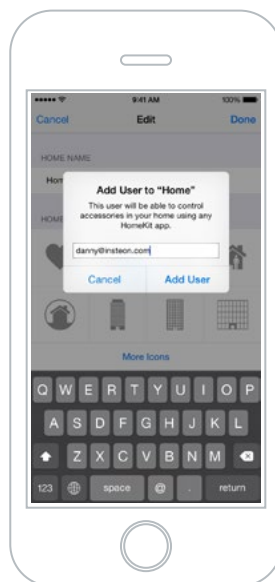 9:41 AM 100%
Cancel Edit Done
HOME NAME
Hom
Add User to “Home”
This user will be able to control
accessories in your home using any
HomeKit app.
HOME
danny@insteon.com
Cancel Add User
More Icons
Q W E R T Y U I O P
A S D F G H J K L
Z X C V B N M
123 space @ . return